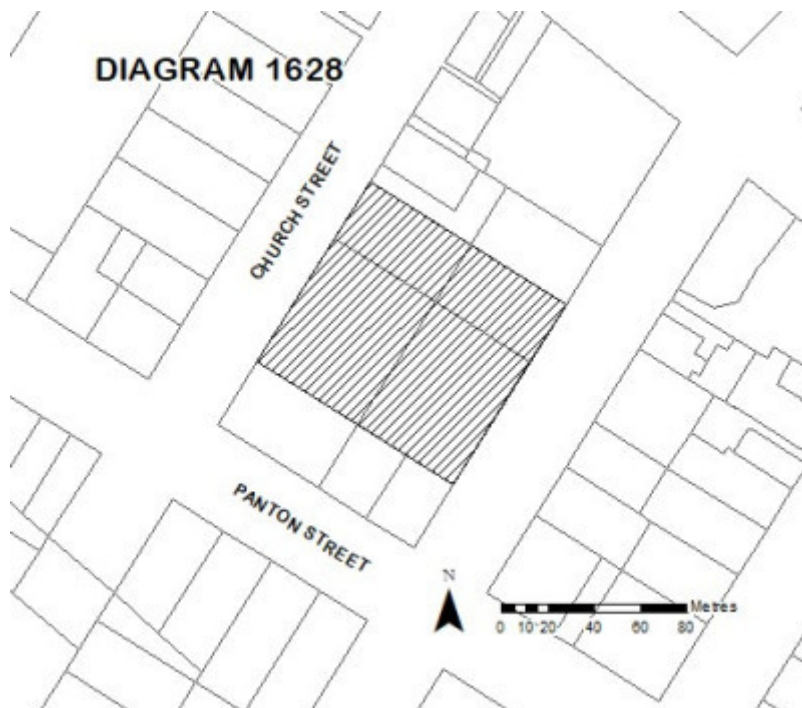 DIAGRAM 1628
CHURCH STREET
PANTON STREET
N
Metres
0 10 20 40 60 80